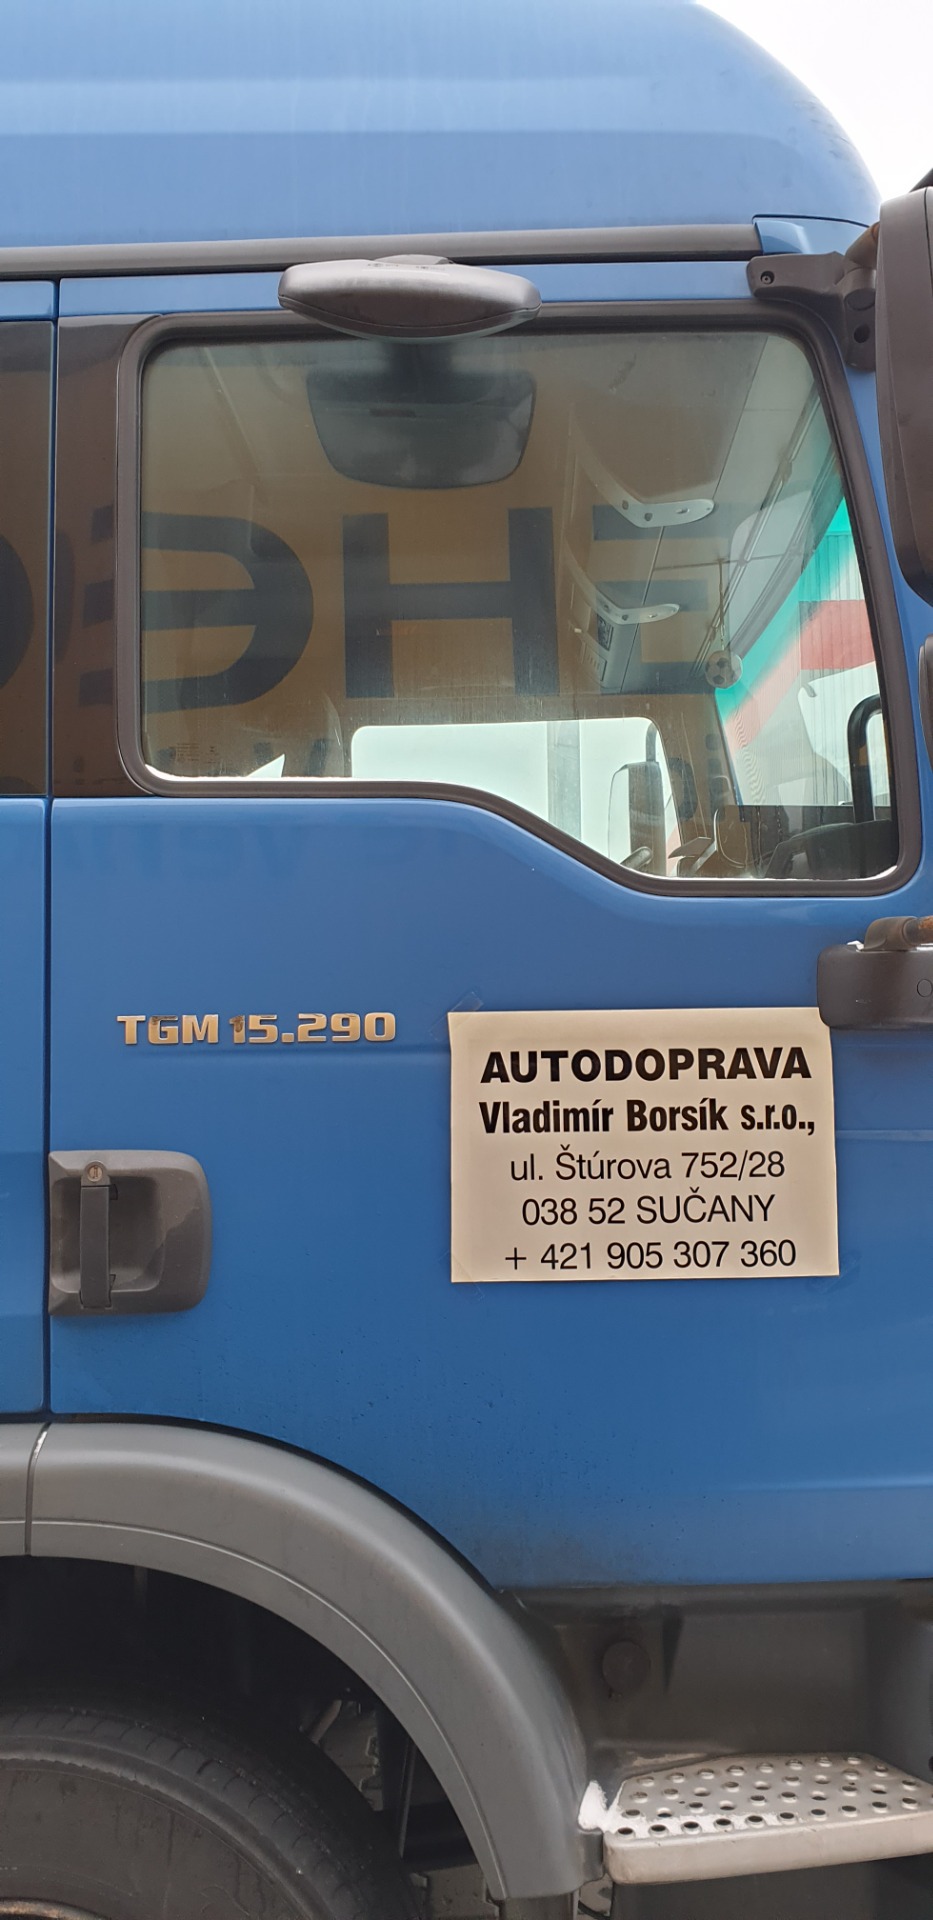 TGM 15.290
AUTODOPRAVA
Vladimír Borsík s.r.o.,
ul. Štúrova 752/28
038 52 SUČANY
+ 421 905 307 360